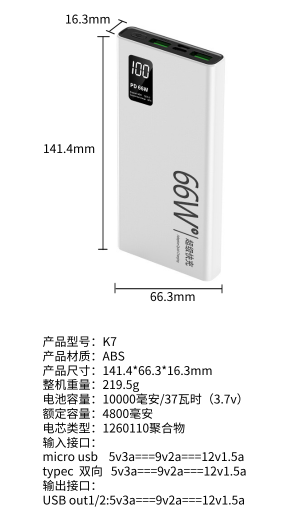 16.3mm
100
PD 66W
141.4mm
66W
超级快充
66.3mm
产品型号：K7
产品材质：ABS
产品尺寸：141.4*66.3*16.3mm
整机重量：219.5g
电池容量：10000毫安/37瓦时（3.7v）
额定容量：4800毫安
电芯类型：1260110聚合物
输入接口：
micro usb 5v3a===9v2a===12v1.5a
typec 双向 5v3a===9v2a===12v1.5a
输出接口：
USB out1/2:5v3a===9v2a===12v1.5a